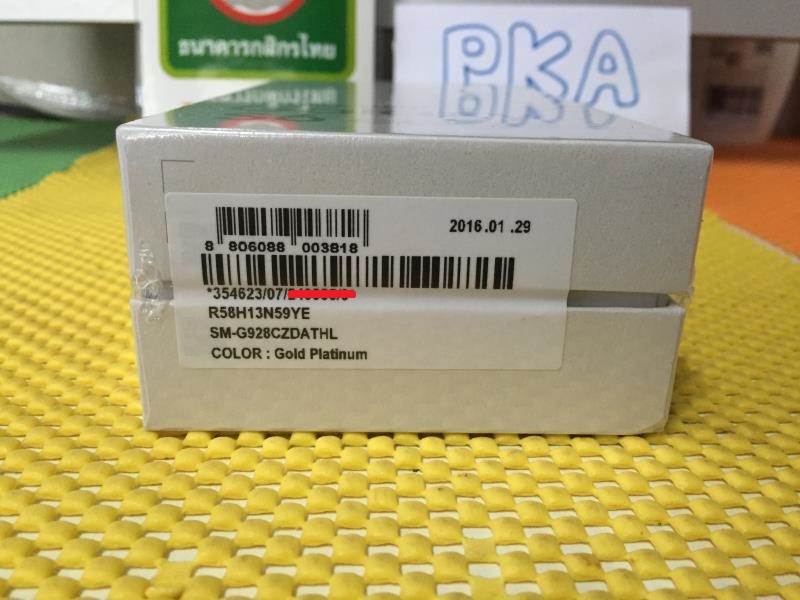 ธนาคารกสิกรไทย
PKA
2016.01 .29
8 806088 003818
*354623/07/
R58H13N59YE
SM-G928CZDATHL
COLOR : Gold Platinum